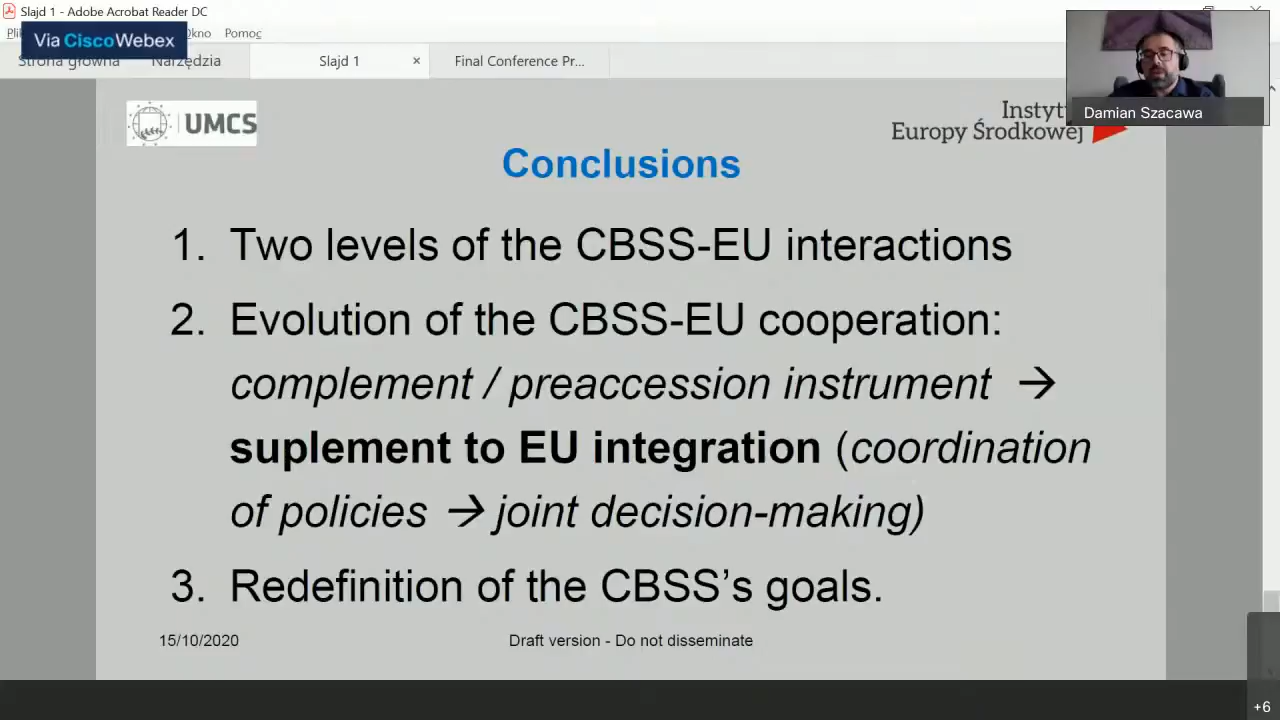 Slajd 1 - Adobe Acrobat Reader DC
Via Cisco Webex
Pomoc
Strona główna Narzędzia Slajd 1 × Final Conference Pr...
Damian Szacawa
UMCS
Europy Środkowej
Conclusions
1. Two levels of the CBSS-EU interactions
2. Evolution of the CBSS-EU cooperation:
complement / preaccession instrument →
suplement to EU integration (coordination
of policies → joint decision-making)
3. Redefinition of the CBSS’s goals.
15/10/2020 Draft version - Do not disseminate
+6